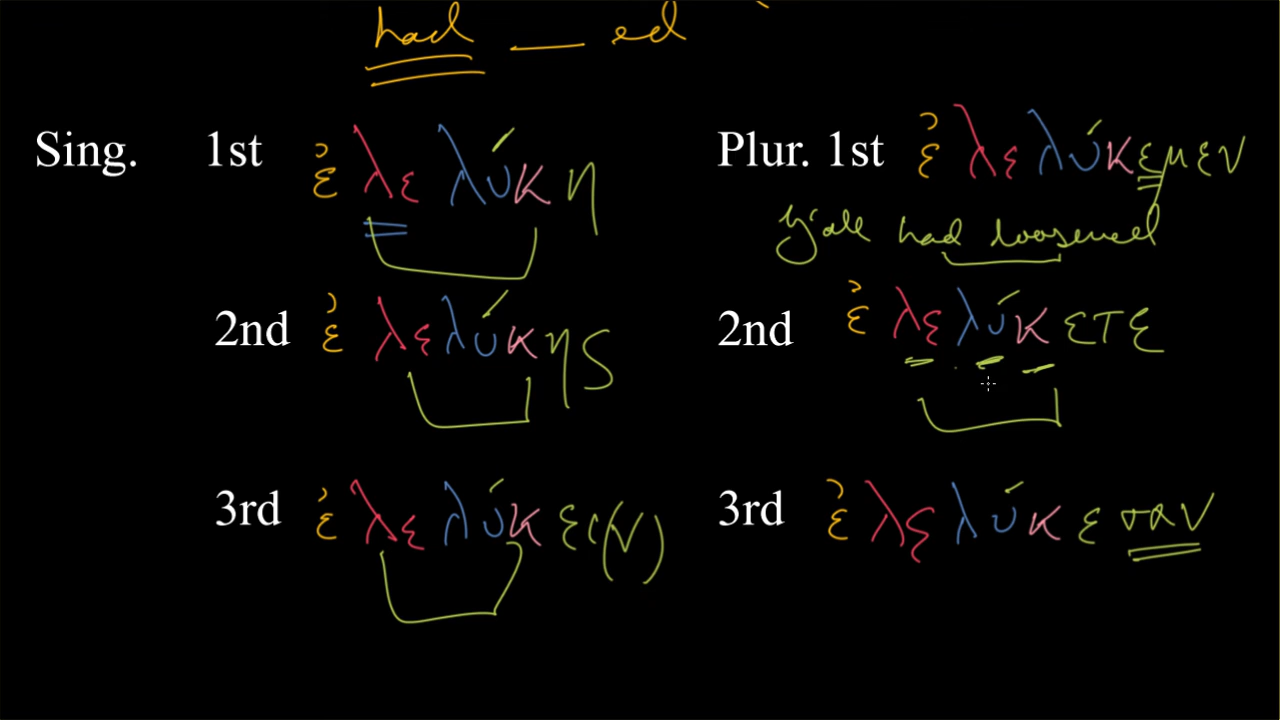 had __ ed
Sing. 1st ἐλελύκη
Plur. 1st ἐλελύκεμεν
y'all had loosened
2nd ἐλελύκης
2nd ἐλελύκετε
3rd ἐλελύκει(ν)
3rd ἐλελύκεσαν